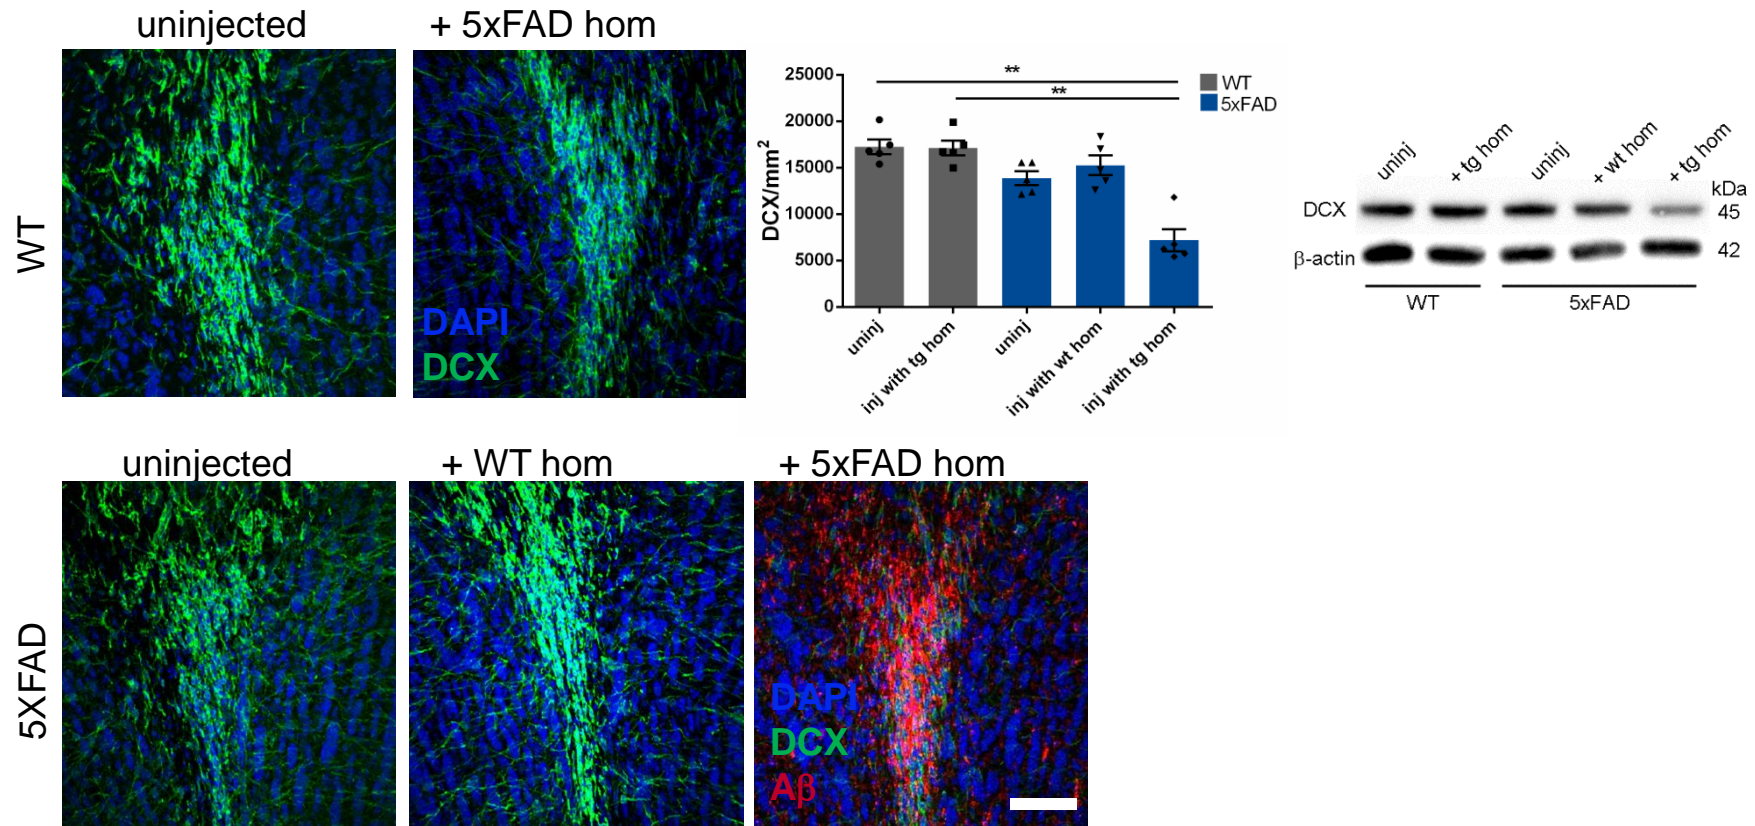 uninjected
+ 5xFAD hom
WT
DAPI
DCX
25000
20000
15000
10000
5000
0
DCX/mm²
**
**
WT
5xFAD
uninj
inj with tg hom
uninj
inj with wt hom
inj with tg hom
uninj
+ tg hom
uninj
+ wt hom
+ tg hom
kDa
DCX
45
β-actin
42
WT
5xFAD
uninjected
+ WT hom
+ 5xFAD hom
5XFAD
DAPI
DCX
Aβ